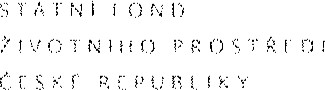 STÁTNÍ FOND
ŽIVOTNÍHO PROSTŘEDÍ
ČESKÉ REPUBLIKY